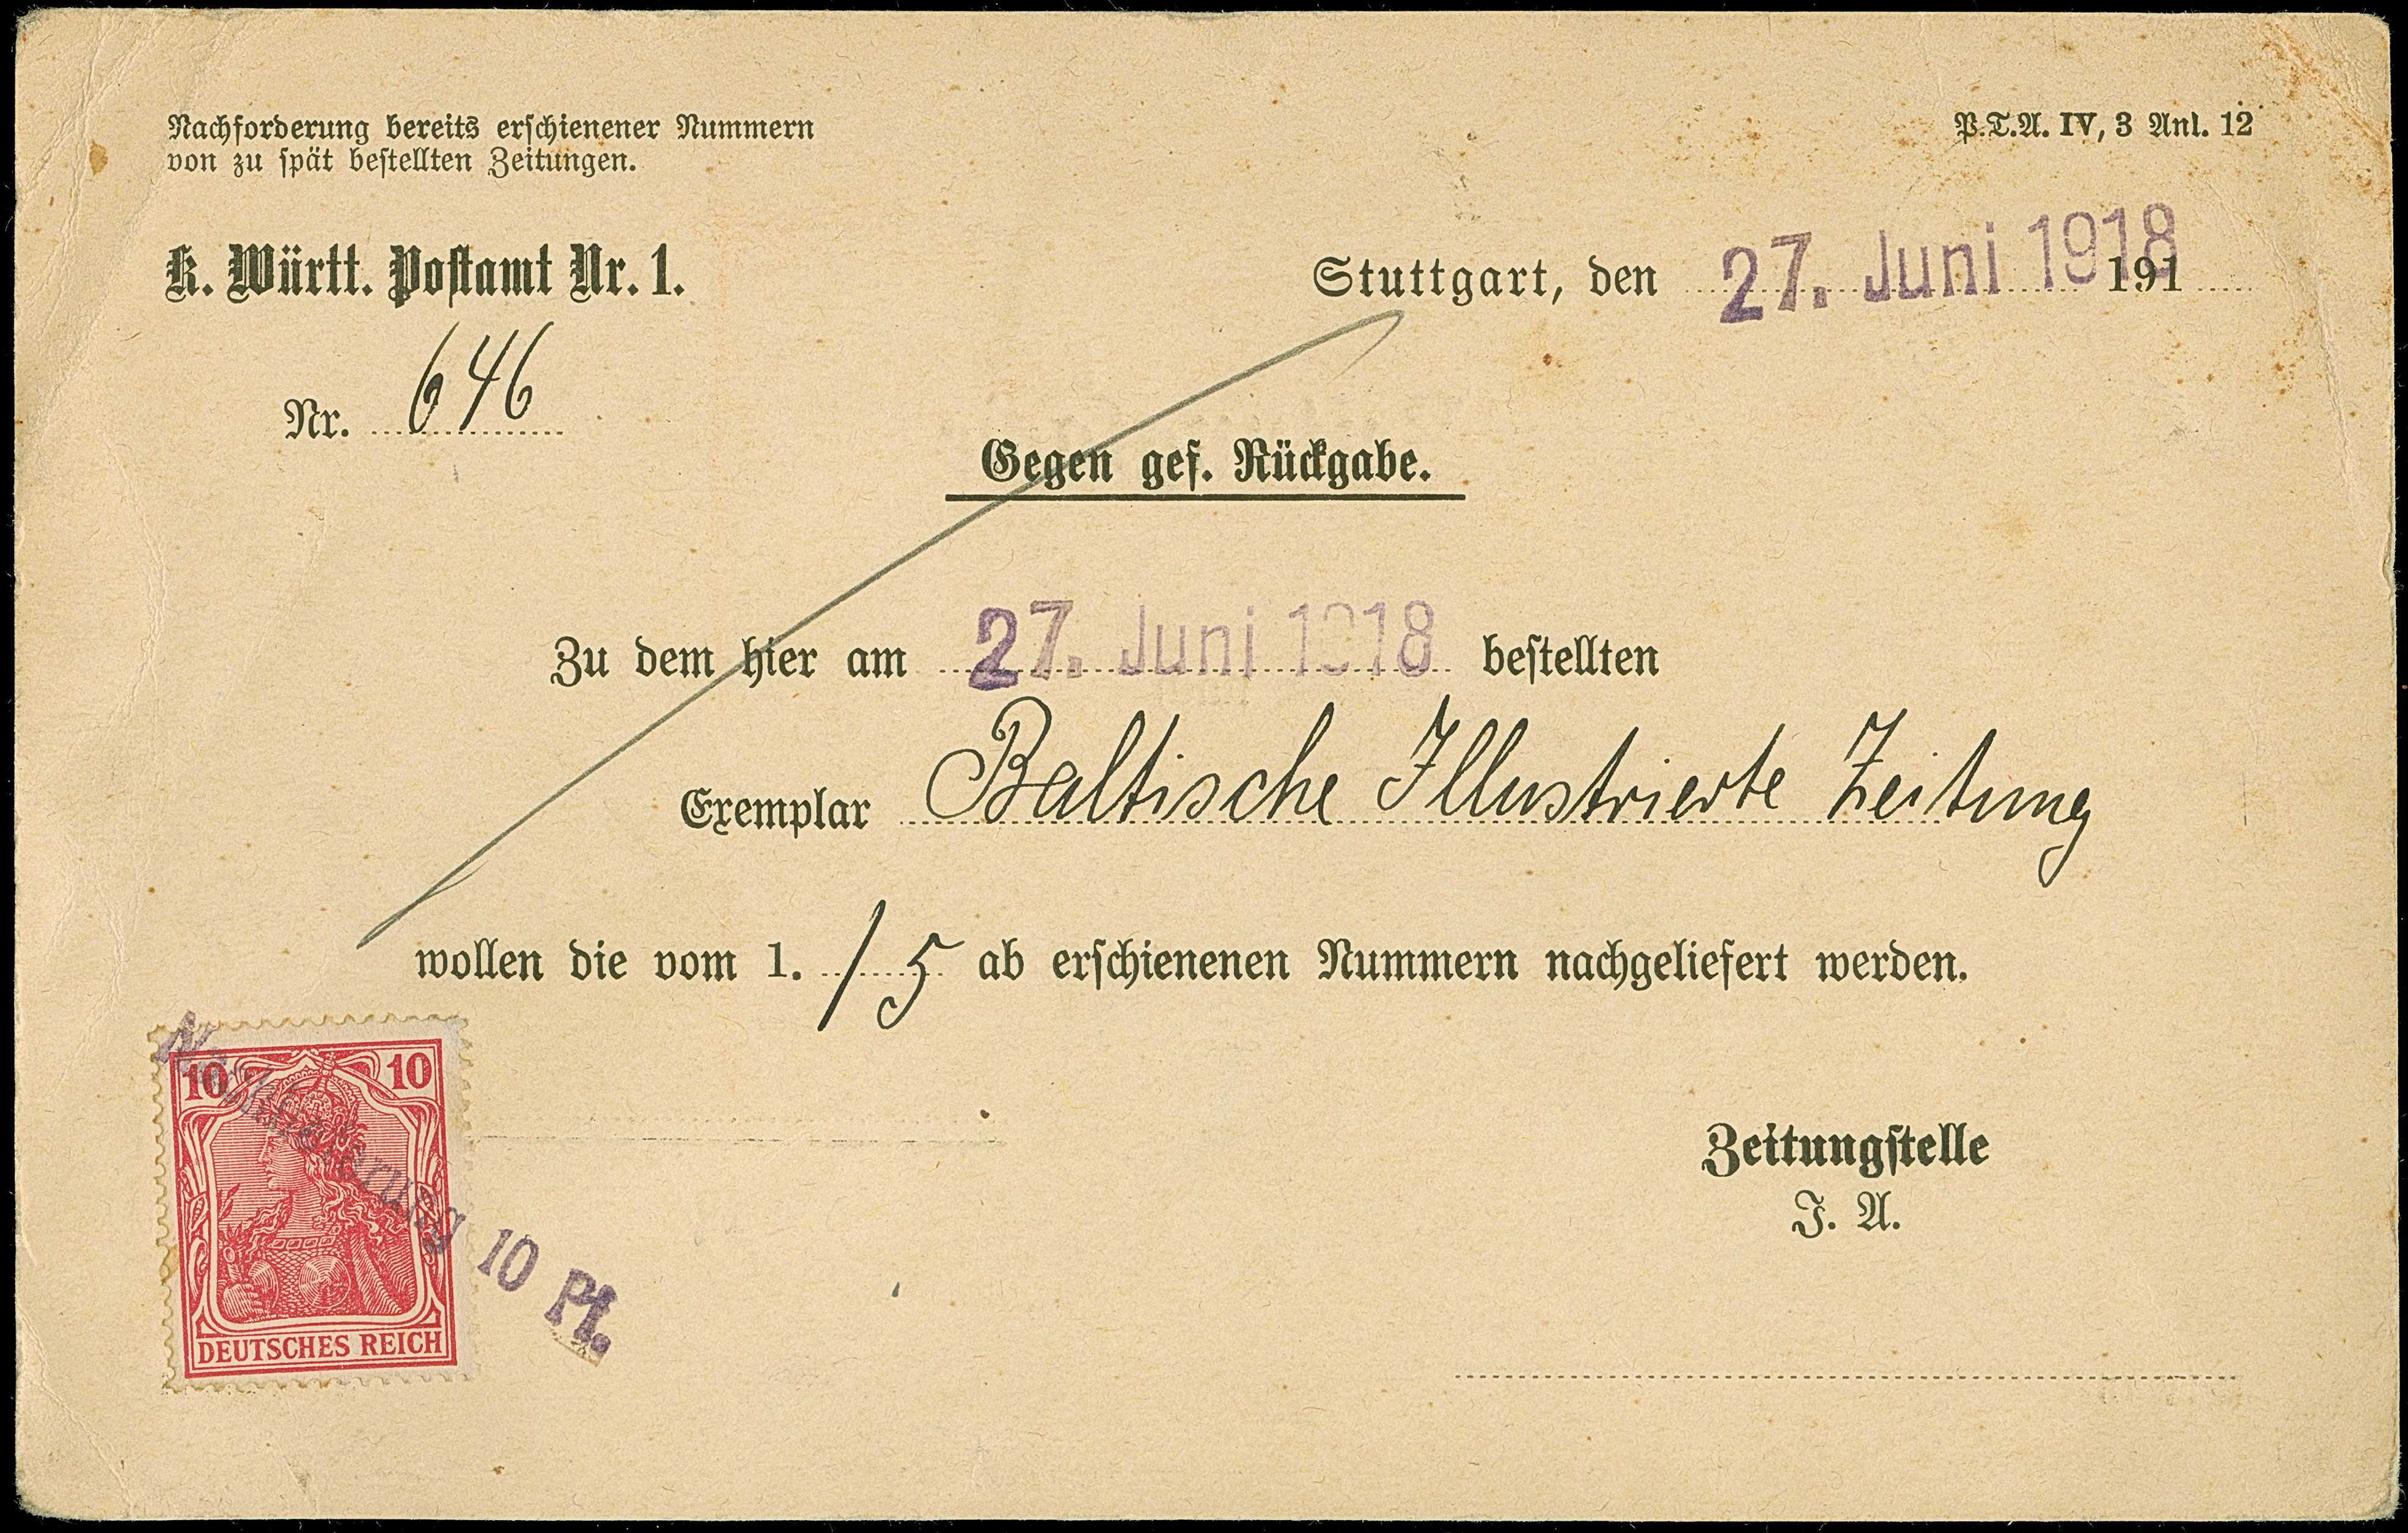 Nachforderung bereits erschienener Nummern
von zu spät bestellten Zeitungen.
P.T.A. IV, 3 Anl. 12
K. Württ. Postamt Nr. 1.
Stuttgart, den 27. Juni 1918 191
Nr. 646
Gegen gef. Rückgabe.
Zu dem hier am 27. Juni 1918 bestellten
Exemplar Baltische Illustrierte Zeitung
wollen die vom 1. /5 ab erschienenen Nummern nachgeliefert werden.
10 10
DEUTSCHES REICH
10 Pf.
Zeitungstelle
J. A.